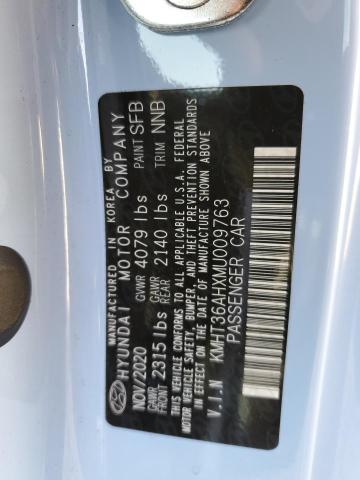 MANUFACTURED IN KOREA BY
HYUNDAI MOTOR COMPANY
NOV/2020 GVWR 4079 lbs PAINT SFB
GAWR FRONT 2315 lbs GAWR REAR 2140 lbs TRIM NNB
THIS VEHICLE CONFORMS TO ALL APPLICABLE U.S.A. FEDERAL
MOTOR VEHICLE SAFETY, BUMPER, AND THEFT PREVENTION STANDARDS
IN EFFECT ON THE DATE OF MANUFACTURE SHOWN ABOVE
V.I.N KMHT36AHXMU009763
PASSENGER CAR